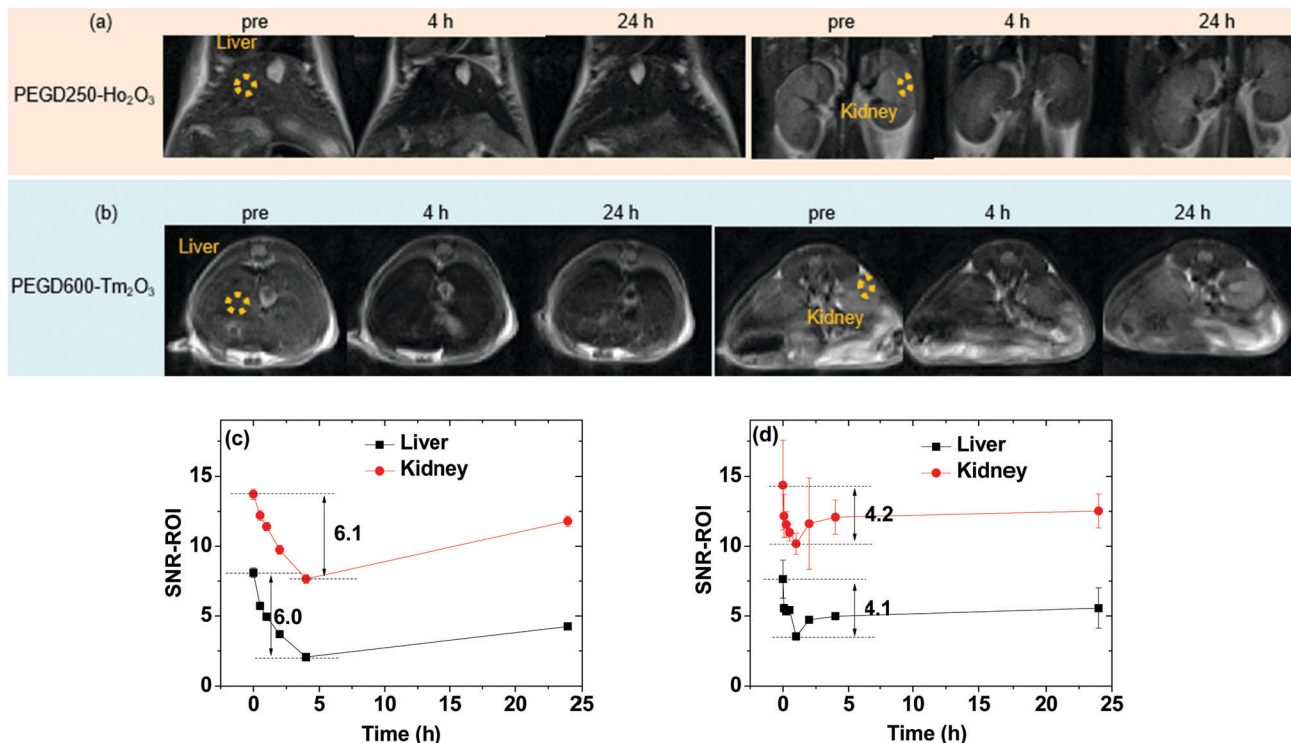 (a) pre 4 h 24 h pre 4 h 24 h
Liver
PEGD250-Ho₂O₃
Kidney
(b) pre 4 h 24 h pre 4 h 24 h
Liver
PEGD600-Tm₂O₃
Kidney
(c)
Liver
Kidney
SNR-ROI
15
10
5
0
6.1
6.0
0 5 10 15 20 25
Time (h)
(d)
Liver
Kidney
SNR-ROI
15
10
5
0
4.2
4.1
0 5 10 15 20 25
Time (h)